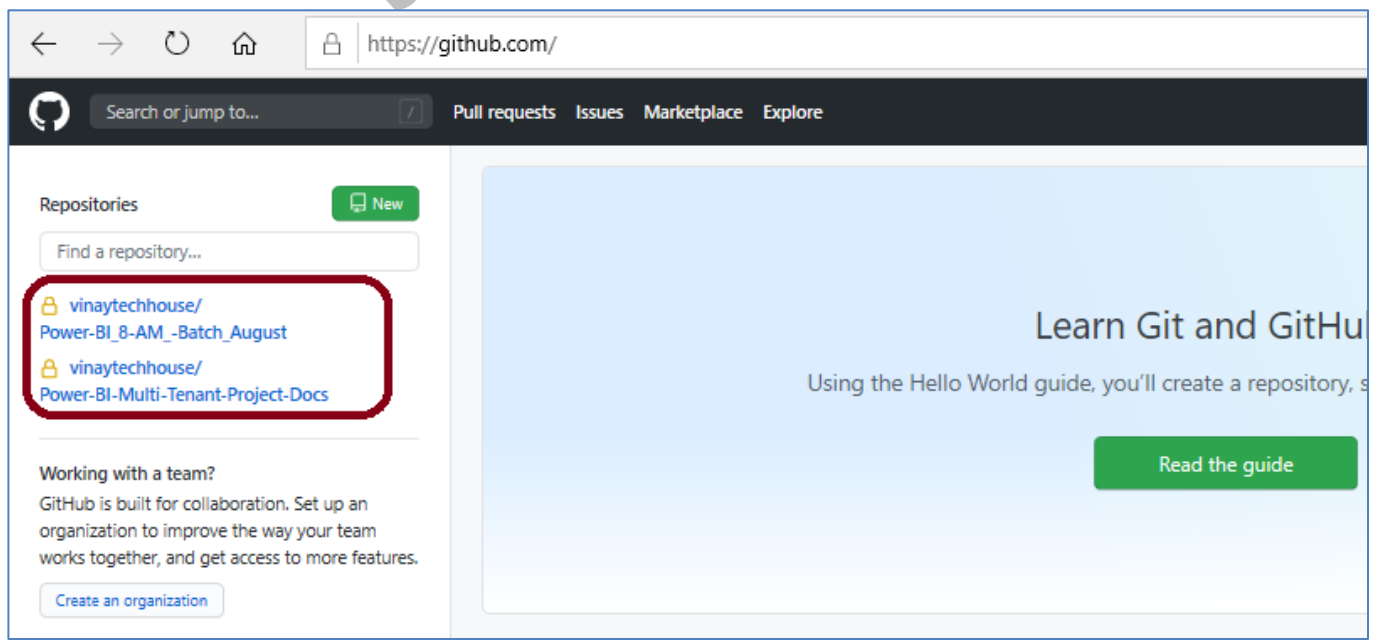 https://github.com/
Search or jump to... /
Pull requests Issues Marketplace Explore
Repositories
New
Find a repository...
vinaytechhouse/
Power-BI_8-AM_-Batch_August
vinaytechhouse/
Power-BI-Multi-Tenant-Project-Docs
Working with a team?
GitHub is built for collaboration. Set up an
organization to improve the way your team
works together, and get access to more features.
Create an organization
Learn Git and GitHu
Using the Hello World guide, you’ll create a repository, s
Read the guide